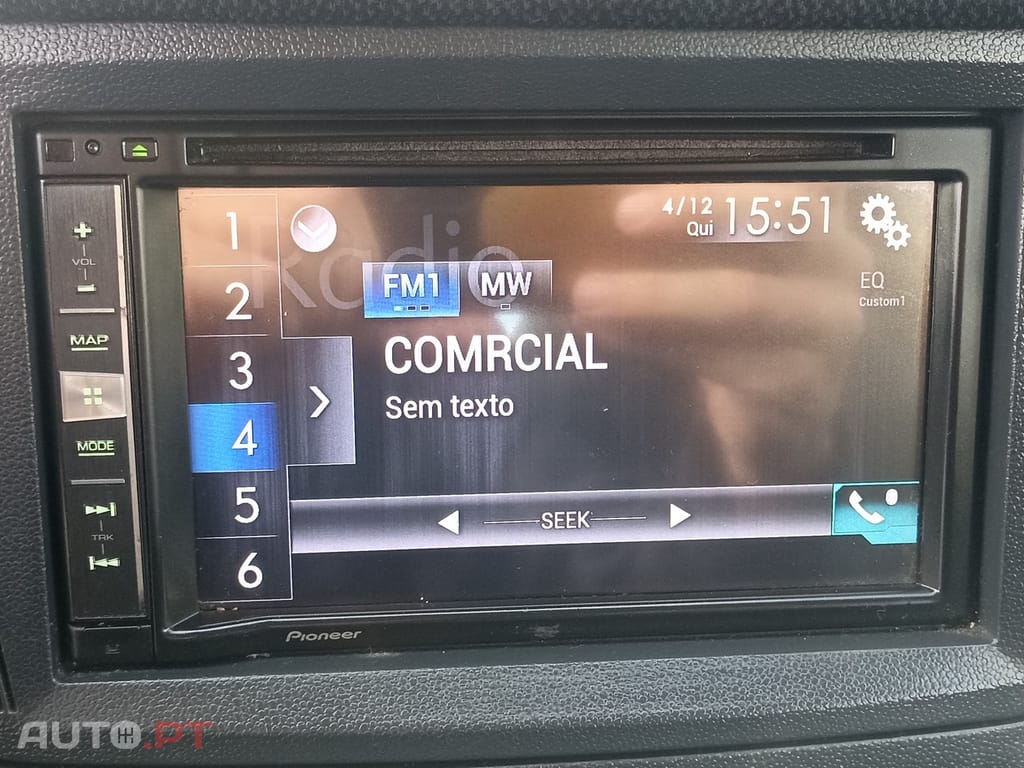 VOL
MAP
MODE
TRK
1
2
3
4
5
6
Radio
4/12
Qui
15:51
FM1 MW
EQ
Custom1
COMRCIAL
Sem texto
SEEK
Pioneer
AUTO.PT